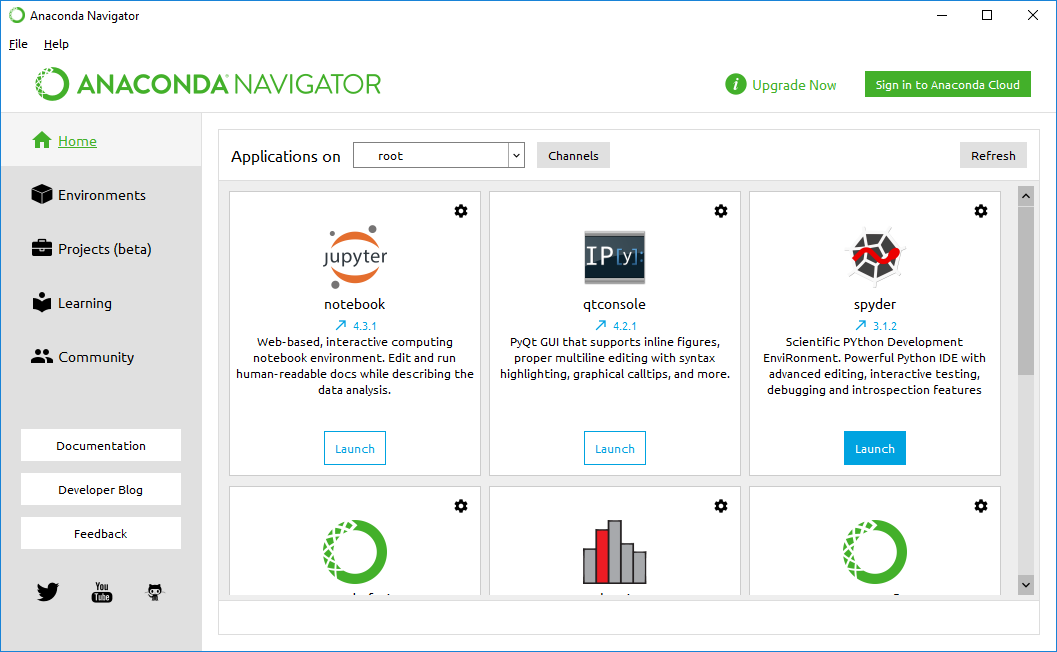 Anaconda Navigator
File Help
ANACONDA NAVIGATOR
Upgrade Now
Sign in to Anaconda Cloud
Home
Environments
Projects (beta)
Learning
Community
Documentation
Developer Blog
Feedback
You
Tube
Applications on
root
Channels
Refresh
jupyter
notebook
4.3.1
Web-based, interactive computing
notebook environment. Edit and run
human-readable docs while describing the
data analysis.
Launch
IP[y]:
qtconsole
4.2.1
PyQt GUI that supports inline figures,
proper multiline editing with syntax
highlighting, graphical calltips, and more.
Launch
spyder
3.1.2
Scientific PYthon Development
EnviRonment. Powerful Python IDE with
advanced editing, interactive testing,
debugging and introspection features
Launch